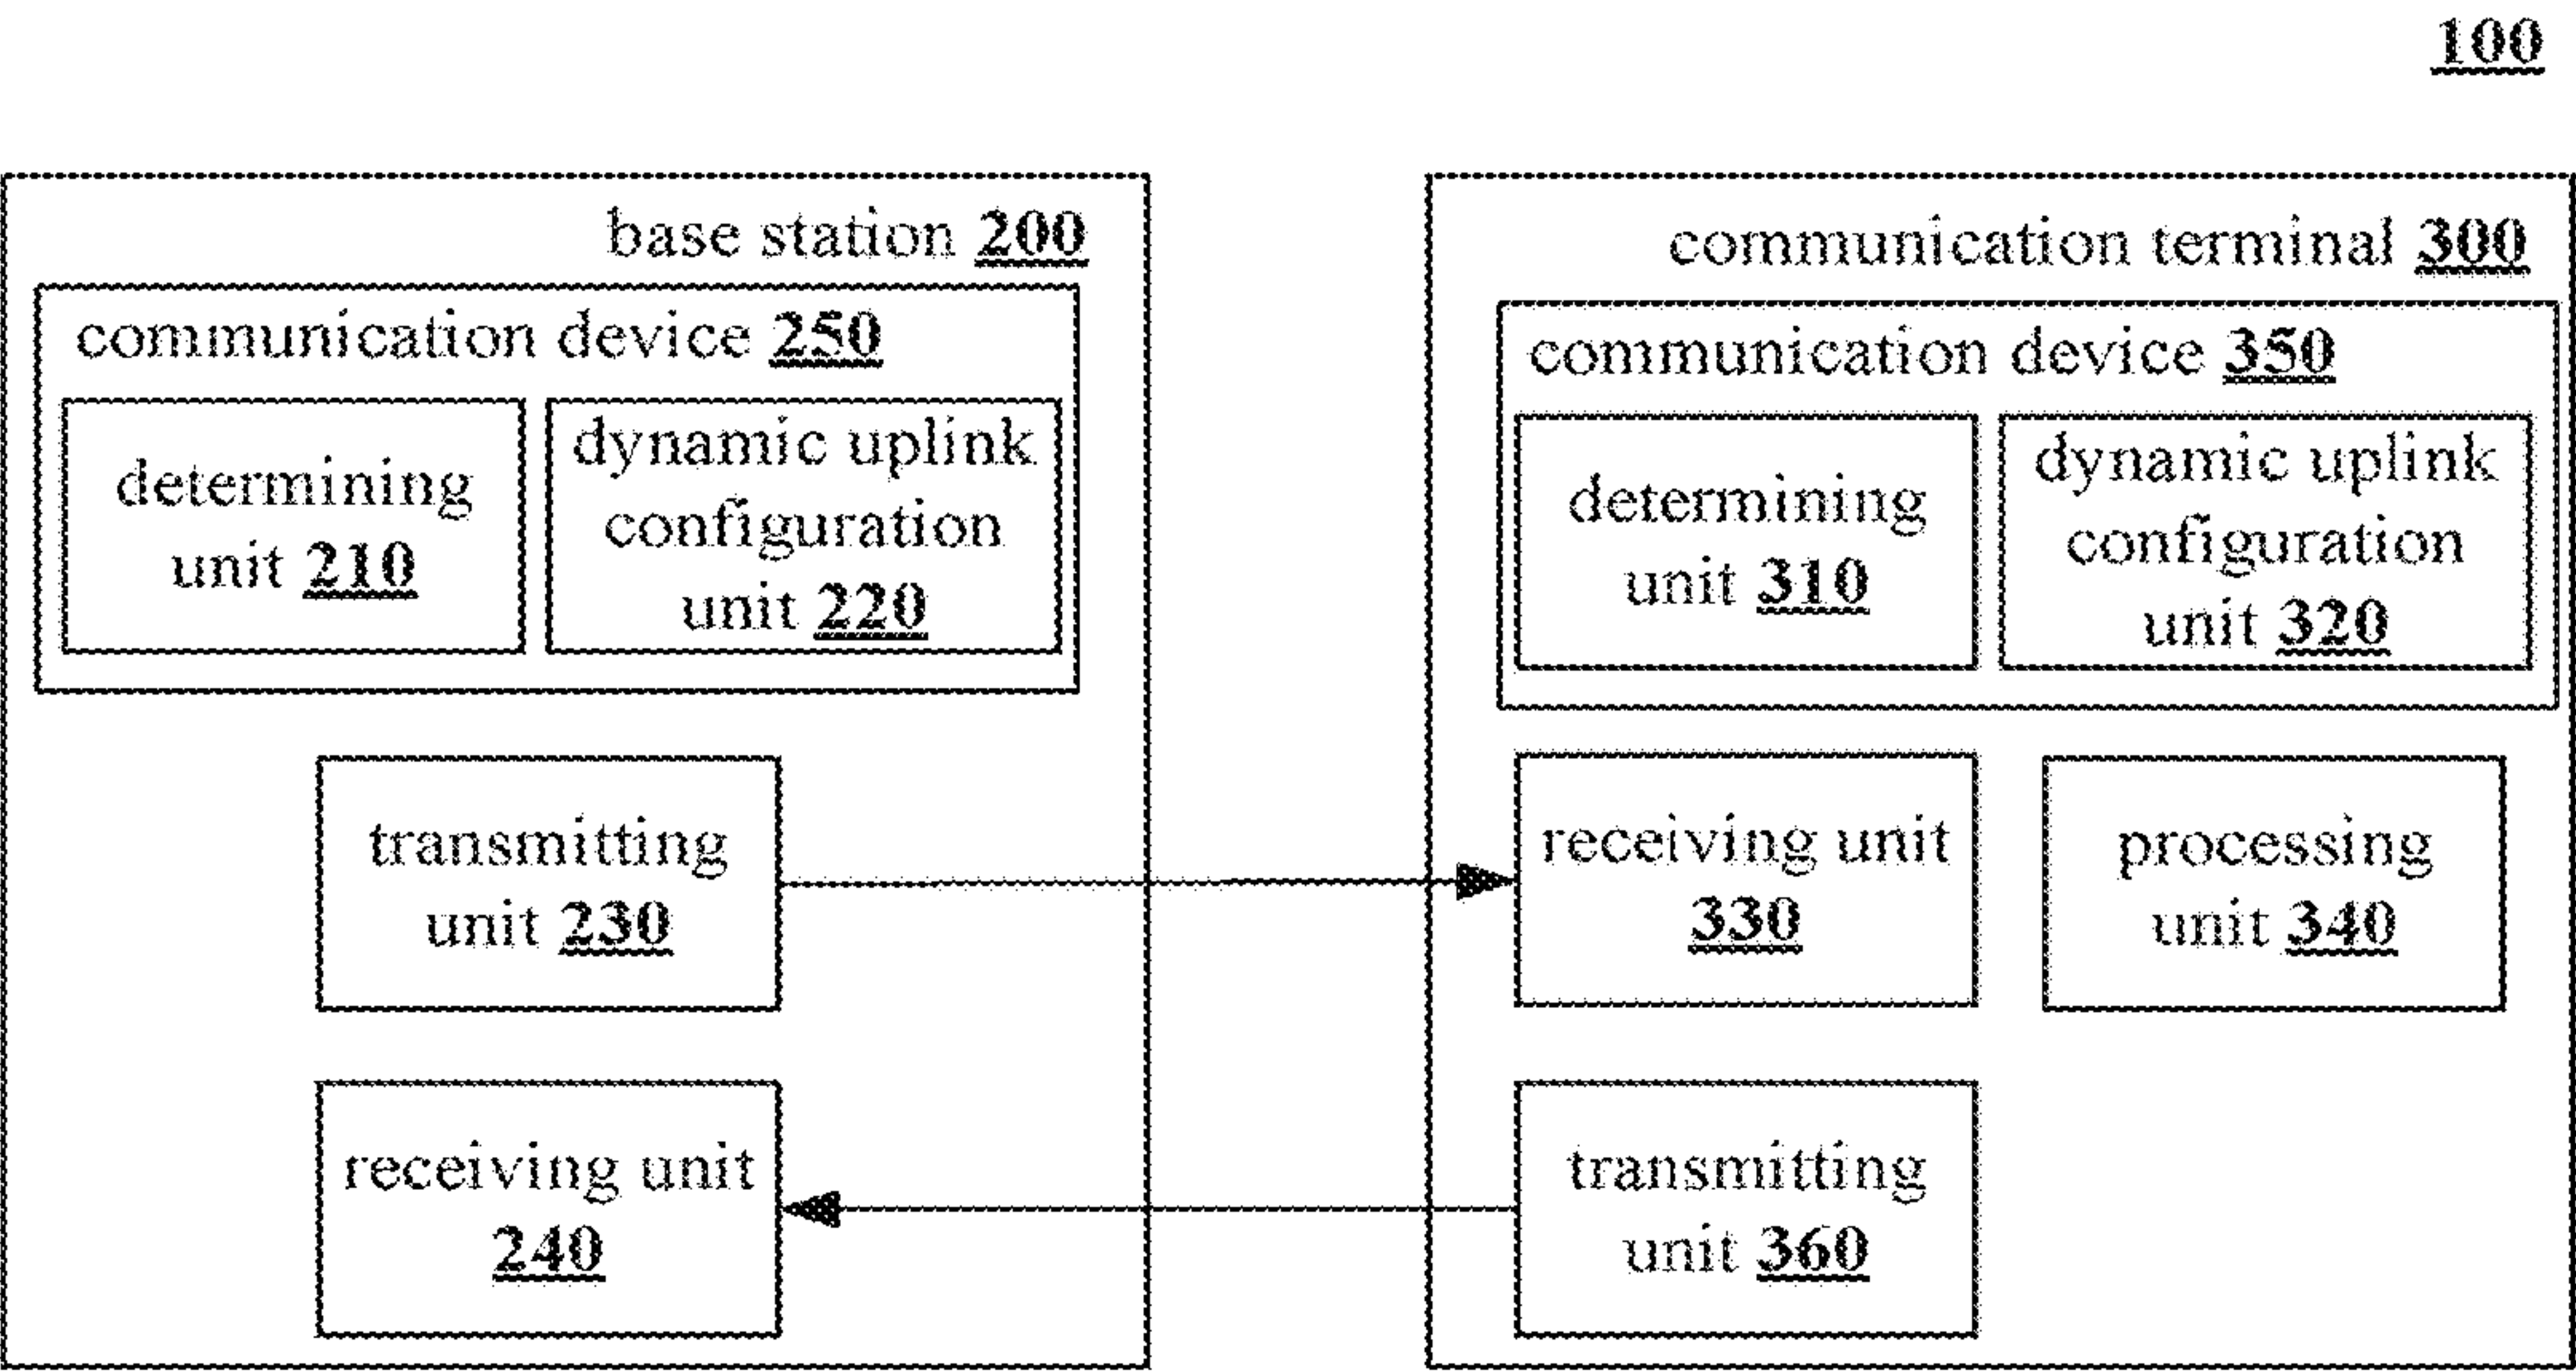 100
base station 200
communication device 250
determining
unit 210
dynamic uplink
configuration
unit 220
transmitting
unit 230
receiving unit
240
communication terminal 300
communication device 350
determining
unit 310
dynamic uplink
configuration
unit 320
receiving unit
330
processing
unit 340
transmitting
unit 360